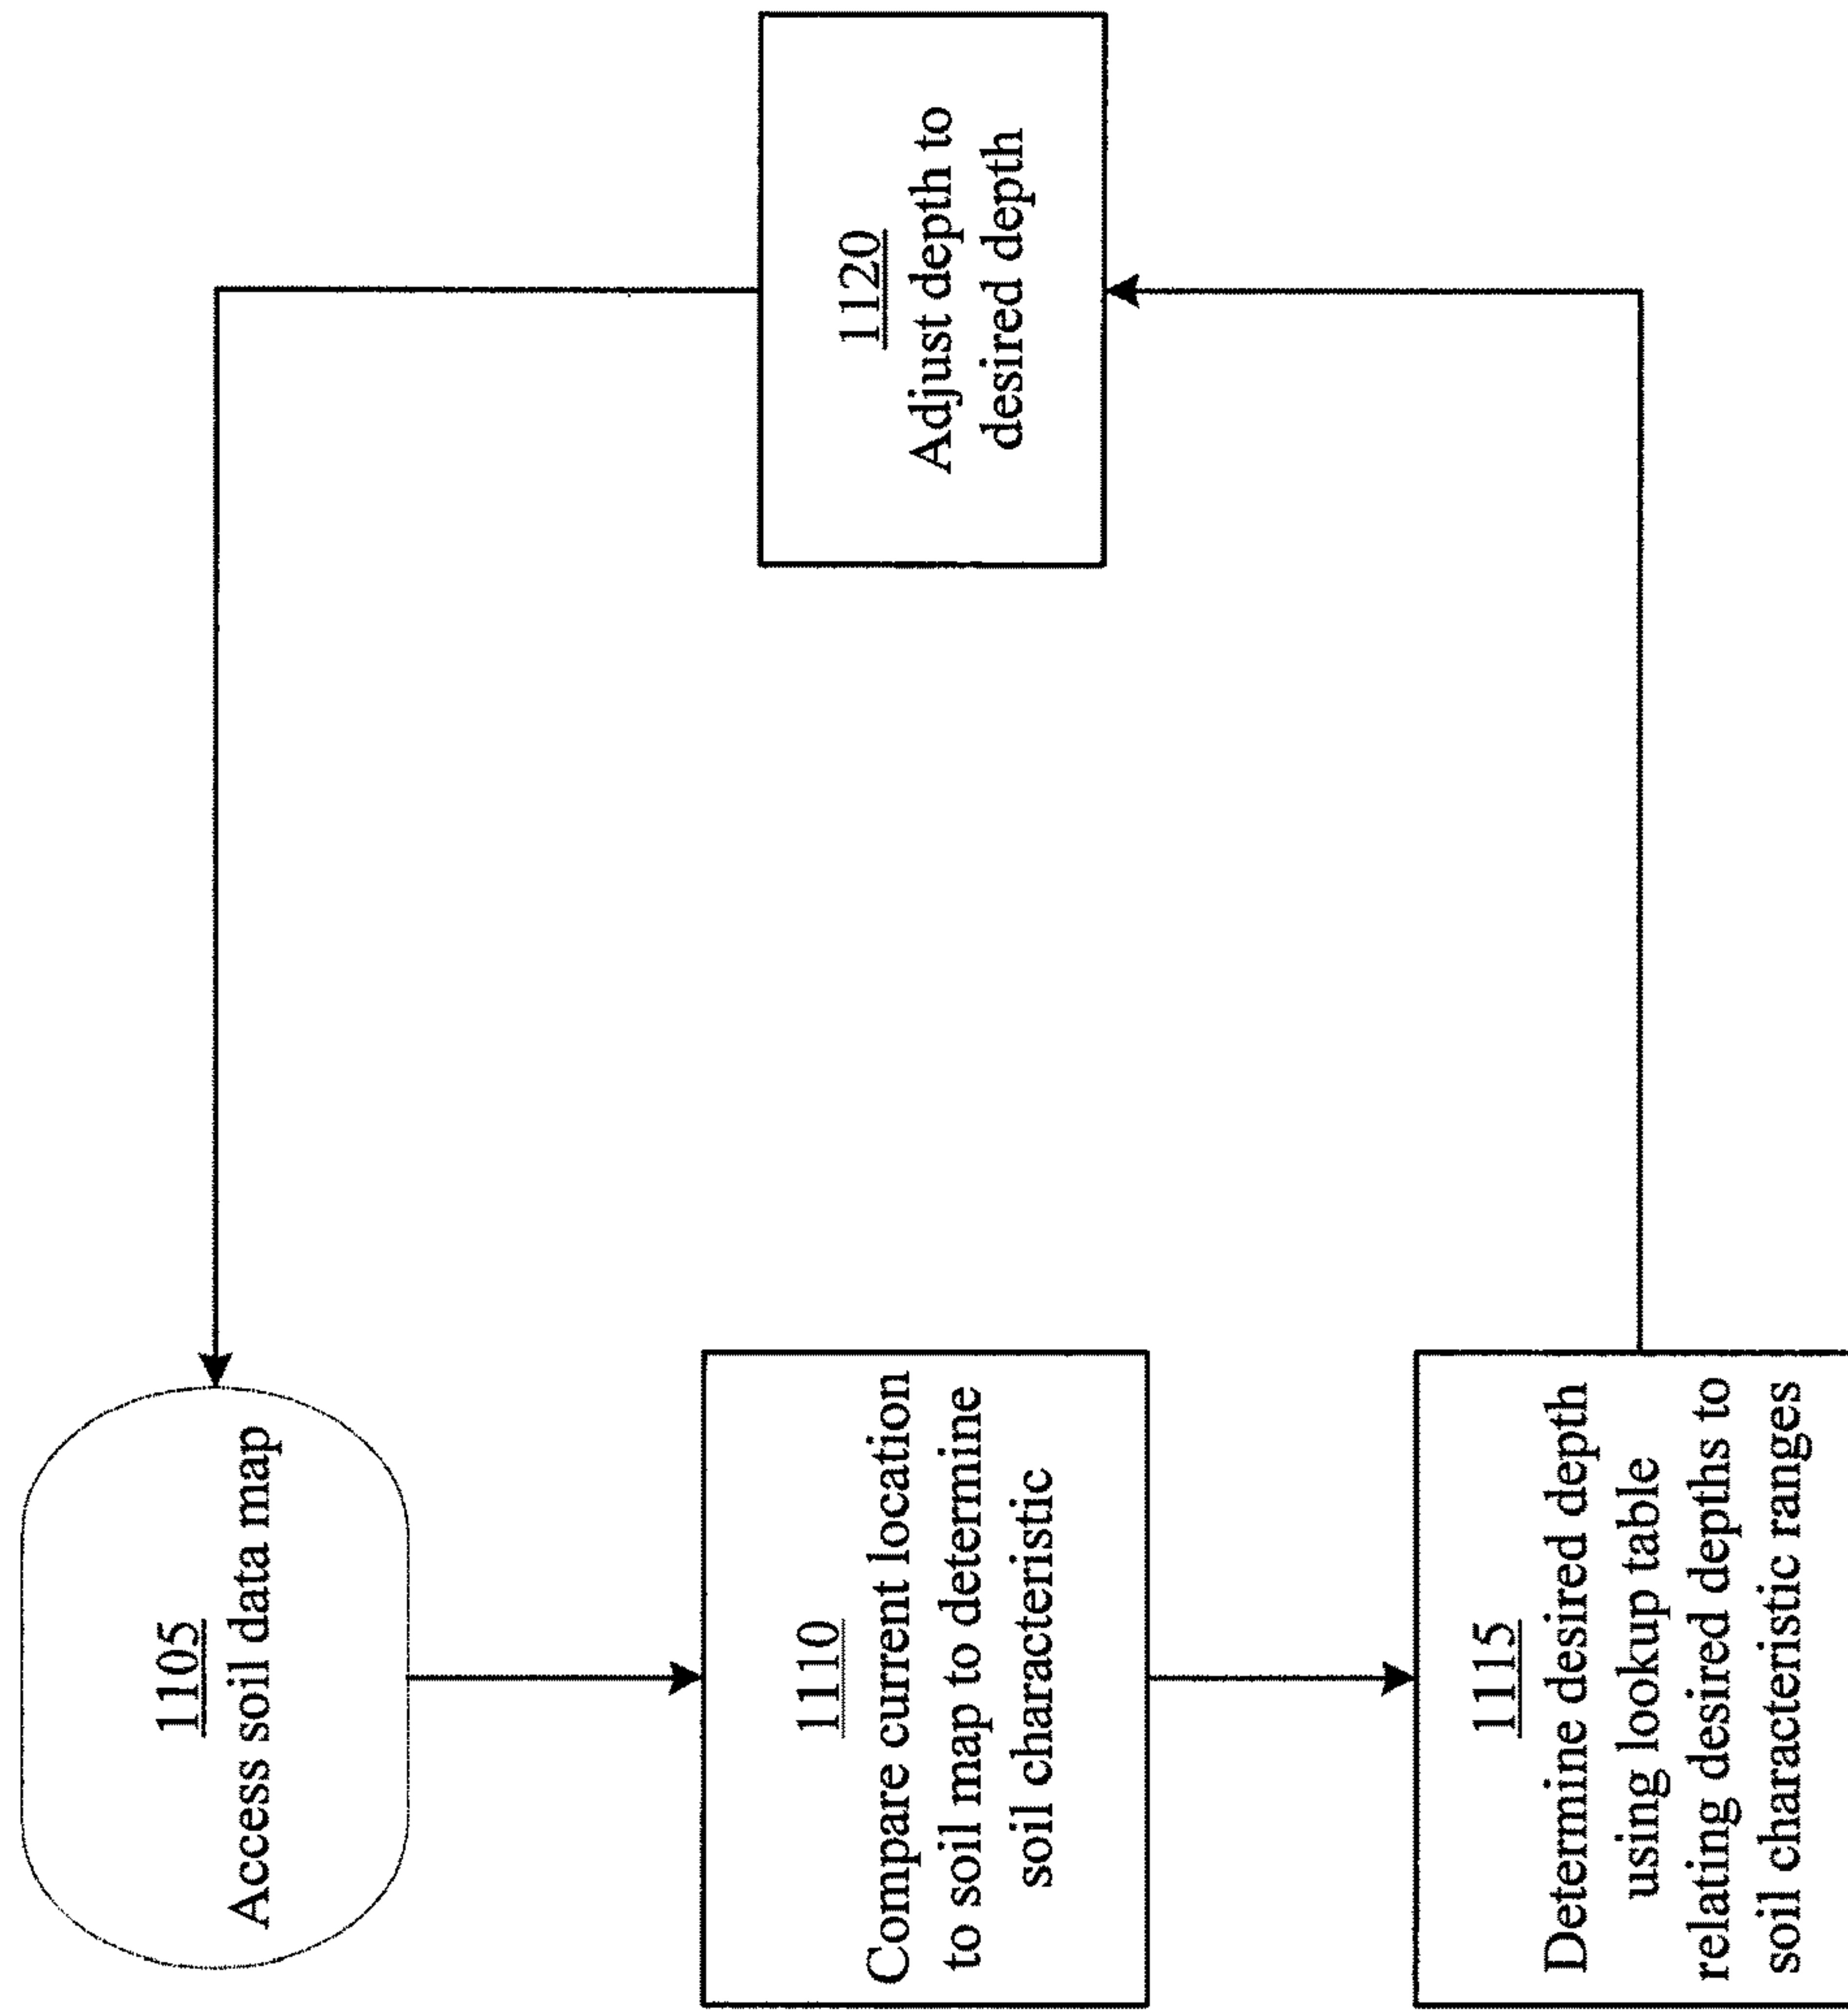 1105
Access soil data map
1110
Compare current location
to soil map to determine
soil characteristic
1115
Determine desired depth
using lookup table
relating desired depths to
soil characteristic ranges
1120
Adjust depth to
desired depth